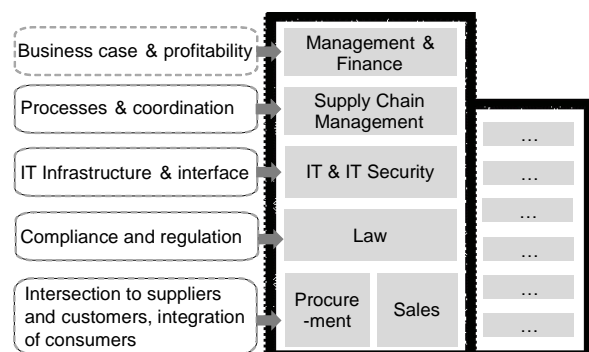 Business case & profitability
Management &
Finance
Processes & coordination
Supply Chain
Management
IT Infrastructure & interface
IT & IT Security
Compliance and regulation
Law
Intersection to suppliers
and customers, integration
of consumers
Procure
-ment
Sales
...
...
...
...
...
...